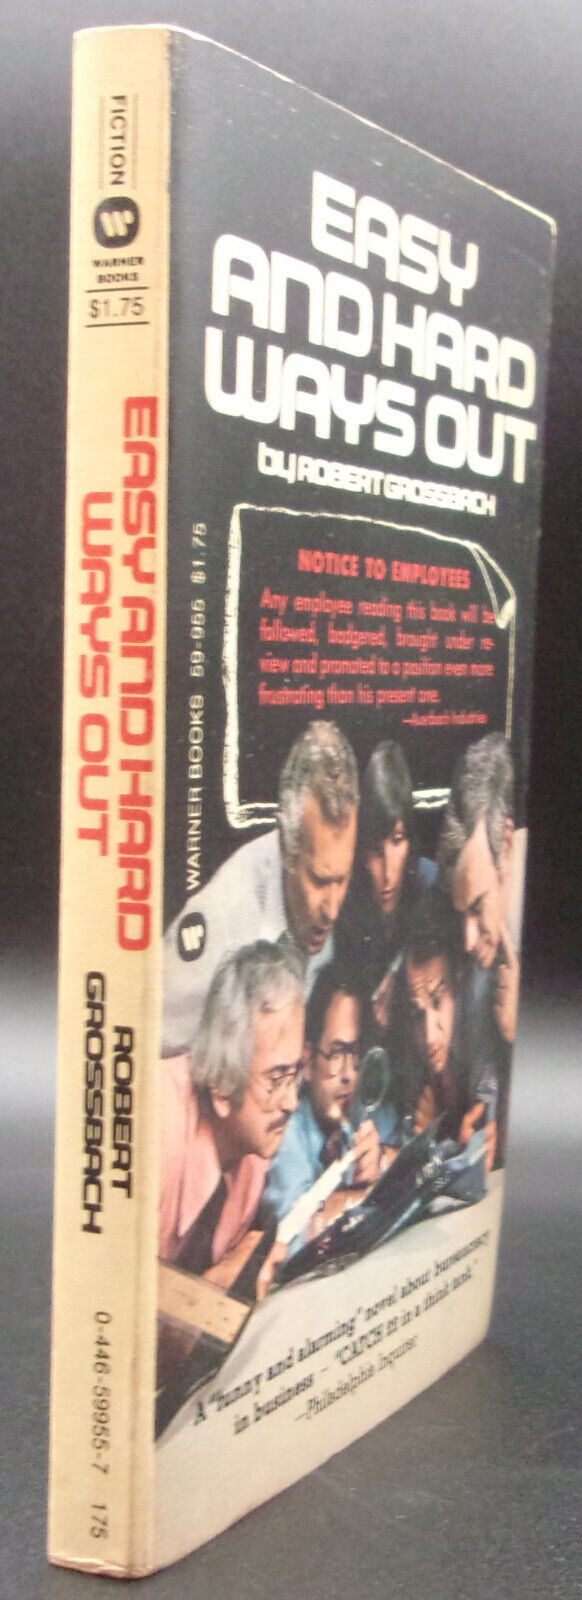 FICTION
W
WARNER
BOOKS
$1.75
EASY AND HARD
WAYS OUT
ROBERT
GROSSBACH
0-446-59955-7 175
EASY
AND HARD
WAYS OUT
by ROBERT GROSSBACH
NOTICE TO EMPLOYEES
Any employee reading this book will be
followed, badgered, brought under re-
view and promoted to a position even more
frustrating than his present one.
—Auerbach Industries
W WARNER BOOKS 59-955 $1.75
A "funny and alarming" novel about bureaucracy
in business — "CATCH 22 in a think tank."
—Philadelphia Inquirer